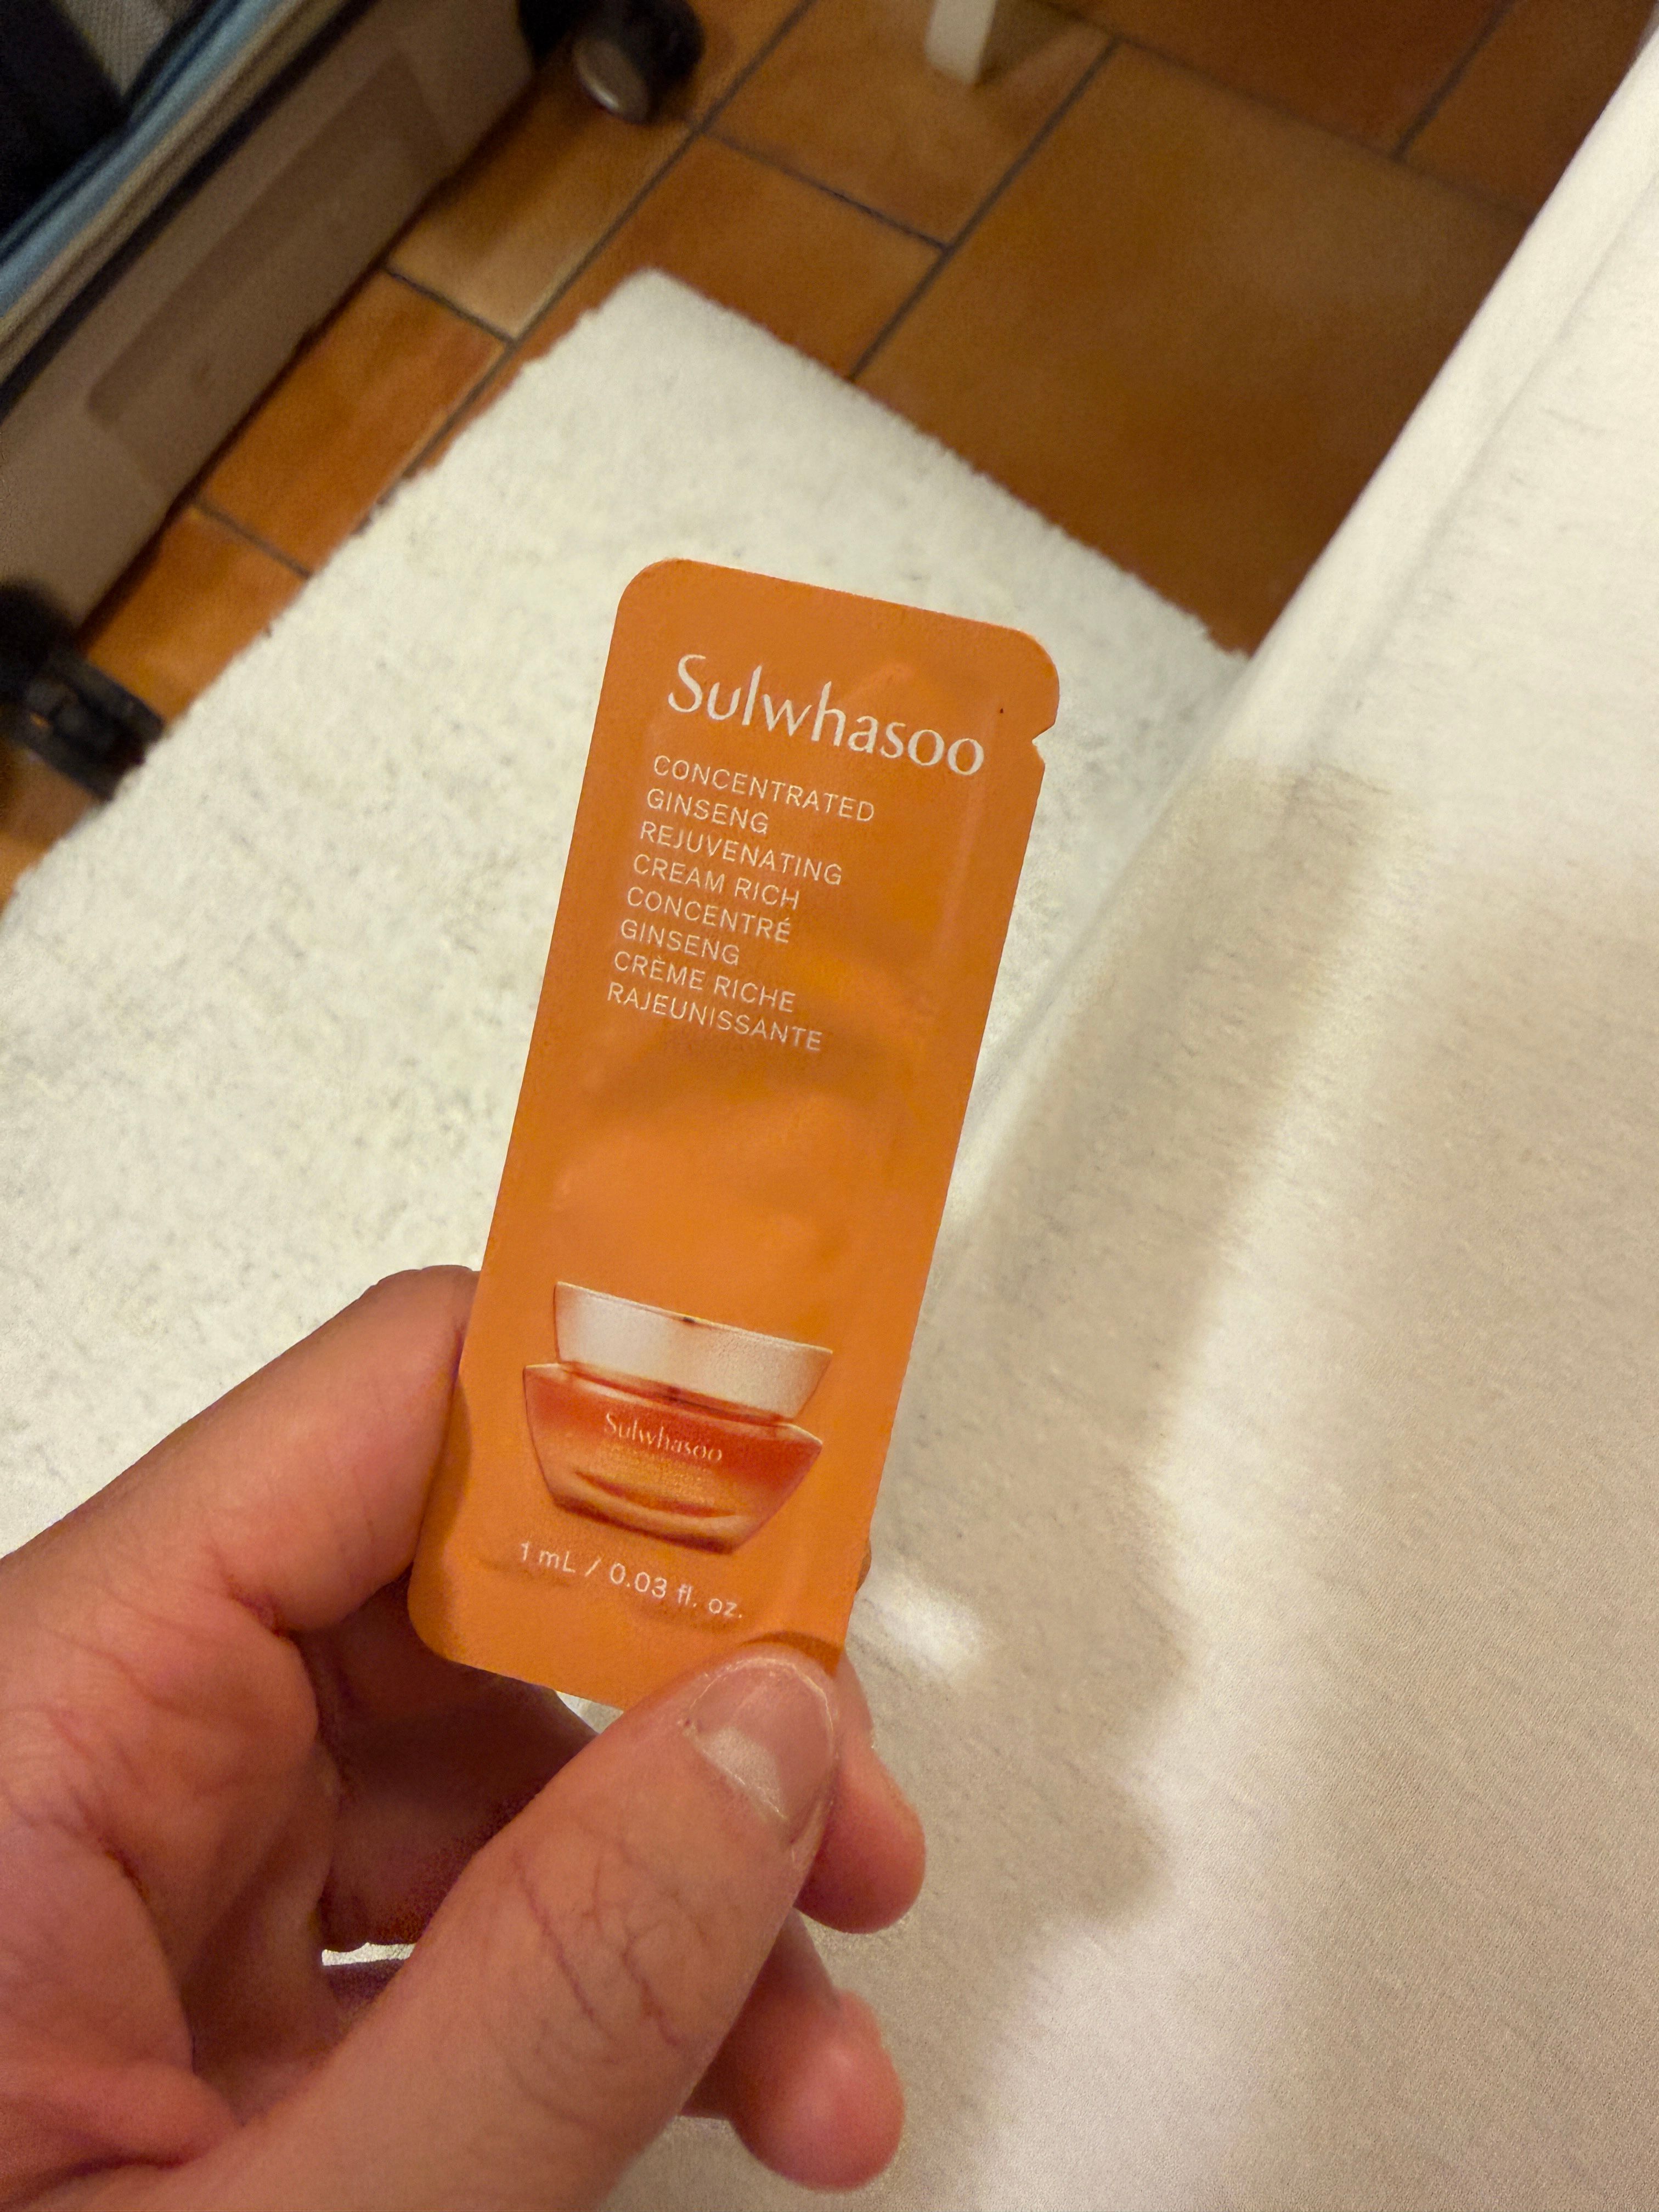 Sulwhasoo
CONCENTRATED
GINSENG
REJUVENATING
CREAM RICH
CONCENTRÉ
GINSENG
CRÈME RICHE
RAJEUNISSANTE
Sulwhasoo
1 mL / 0.03 fl. oz.